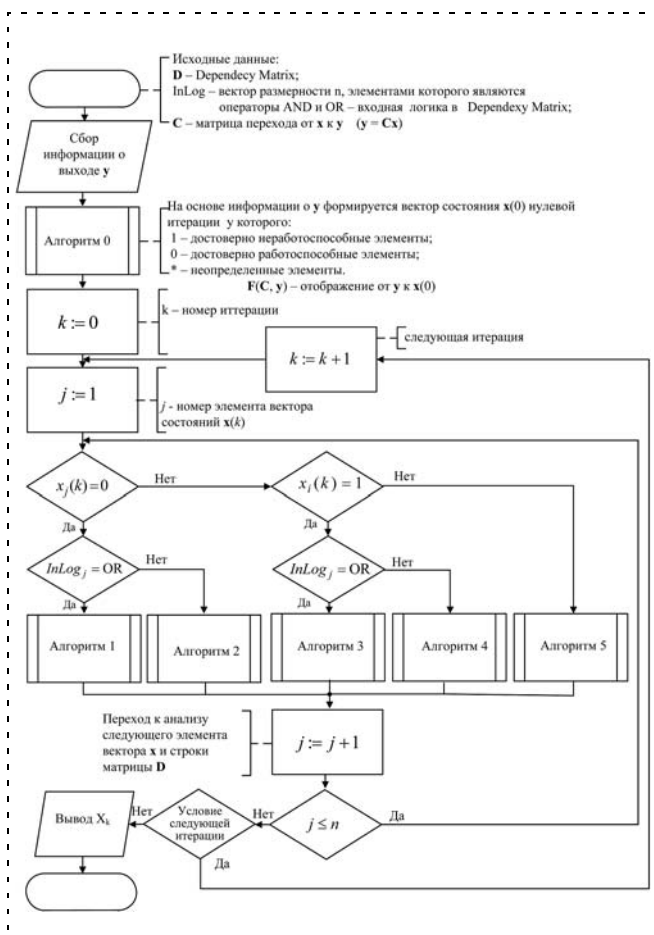 Исходные данные:
D – Dependecy Matrix;
InLog – вектор размерности n, элементами которого являются
операторы AND и OR – входная логика в Dependexy Matrix;
C – матрица перехода от x к y (y = Cx)
Сбор
информации о
выходе y
На основе информации о y формируется вектор состояния x(0) нулевой
итерации у которого:
1 – достоверно неработоспособные элементы;
0 – достоверно работоспособные элементы;
* – неопределенные элементы.
F(C, y) – отображение от y к x(0)
Алгоритм 0
k := 0
k – номер иттерации
следующая итерация
k := k + 1
j := 1
j - номер элемента вектора
состояний x(k)
x_j(k) = 0
Нет
x_i(k) = 1
Нет
Да
Да
InLog_j = OR
Нет
InLog_j = OR
Нет
Да
Да
Алгоритм 1
Алгоритм 2
Алгоритм 3
Алгоритм 4
Алгоритм 5
Переход к анализу
следующего элемента
вектора x и строки
матрицы D
j := j + 1
Вывод X_k
Нет
Условие
следующей
итерации
Нет
j ≤ n
Да
Да